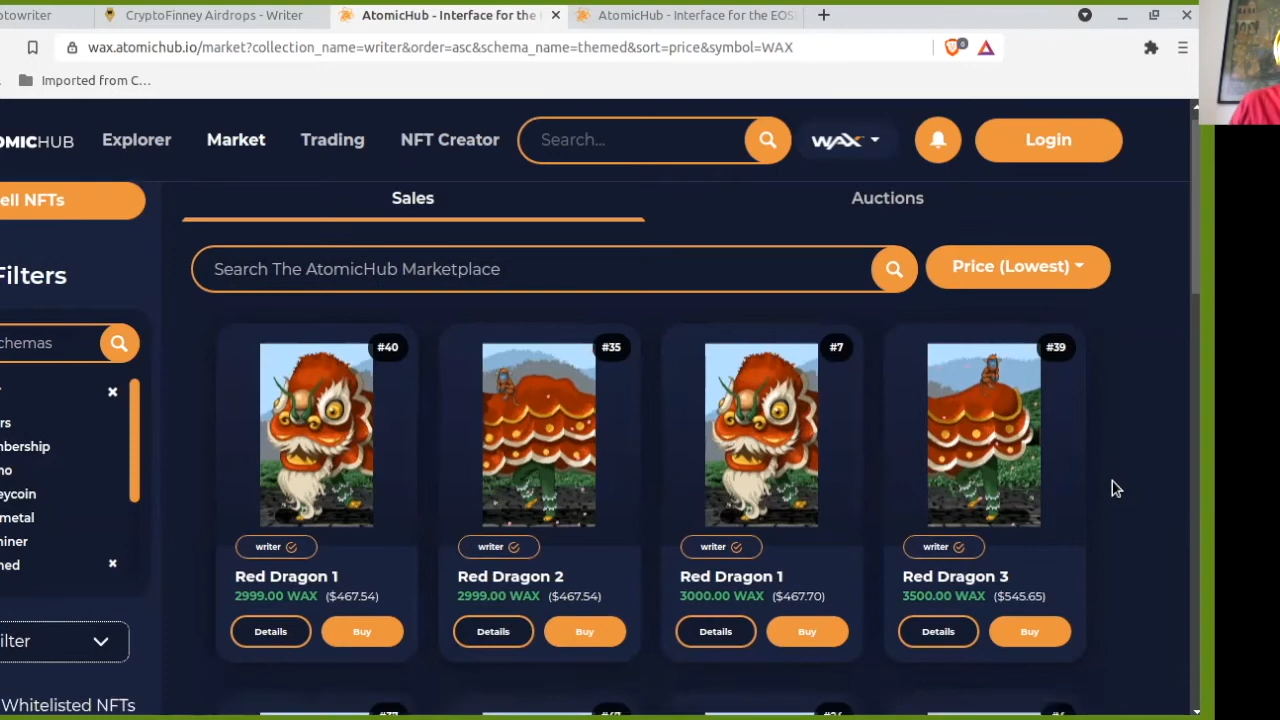 ptowriter
CryptoFinney Airdrops - Writer
AtomicHub - Interface for the
AtomicHub - Interface for the EOS
wax.atomichub.io/market?collection_name=writer&order=asc&schema_name=themed&sort=price&symbol=WAX
6
Imported from C...
OMICHUB
Explorer
Market
Trading
NFT Creator
Search...
WAX
Login
ell NFTs
Sales
Auctions
Filters
Search The AtomicHub Marketplace
Price (Lowest)
chemas
rs
mbership
no
eycoin
metal
niner
ned
ilter
Whitelisted NFTs
#40
writer
Red Dragon 1
2999.00 WAX ($467.54)
Details
Buy
#35
writer
Red Dragon 2
2999.00 WAX ($467.54)
Details
Buy
#7
writer
Red Dragon 1
3000.00 WAX ($467.70)
Details
Buy
#39
writer
Red Dragon 3
3500.00 WAX ($545.65)
Details
Buy